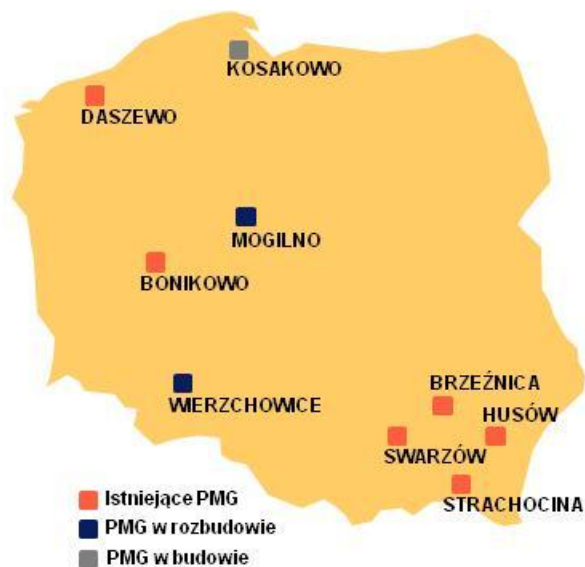 KOSAKOWO
DASZEWO
MOGILNO
BONIKOWO
WIERZCHOWICE
BRZEŹNICA
HUSÓW
SWARZÓW
STRACHOCINA
Istniejące PMG
PMG w rozbudowie
PMG w budowie